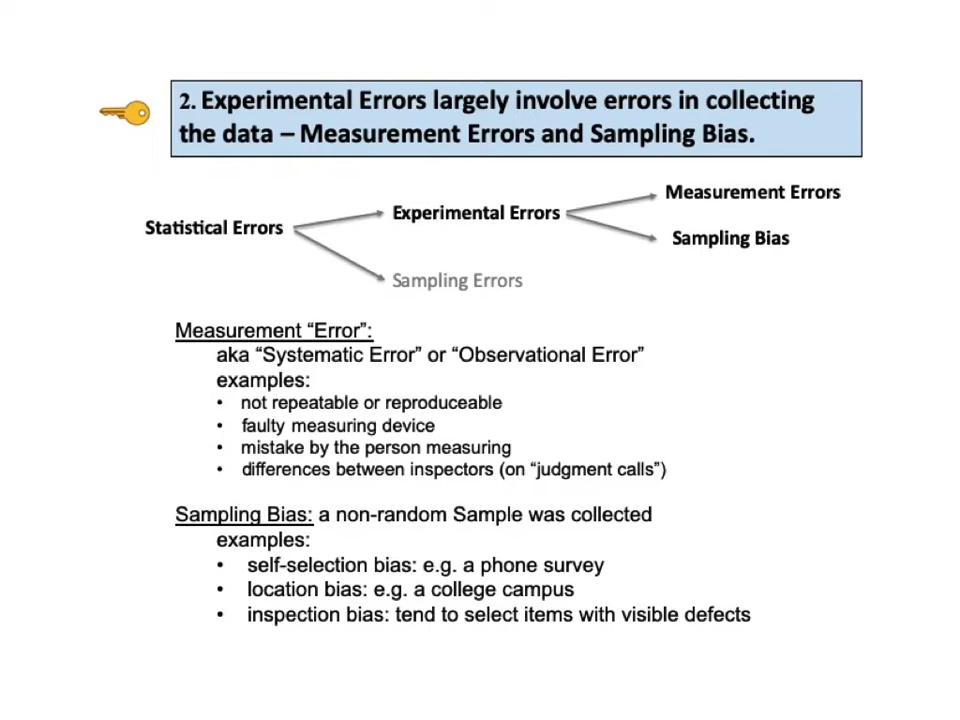 2. Experimental Errors largely involve errors in collecting
the data – Measurement Errors and Sampling Bias.
Statistical Errors
Experimental Errors
Measurement Errors
Sampling Bias
Sampling Errors
Measurement “Error”:
aka “Systematic Error” or “Observational Error”
examples:
• not repeatable or reproduceable
• faulty measuring device
• mistake by the person measuring
• differences between inspectors (on “judgment calls”)
Sampling Bias: a non-random Sample was collected
examples:
• self-selection bias: e.g. a phone survey
• location bias: e.g. a college campus
• inspection bias: tend to select items with visible defects